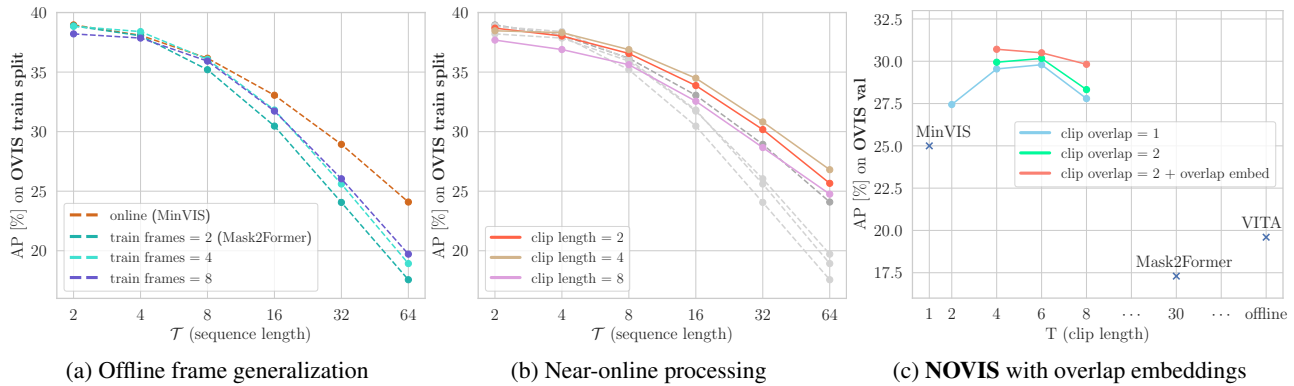 AP [%] on OVIS train split
40
35
30
25
20
online (MinVIS)
train frames = 2 (Mask2Former)
train frames = 4
train frames = 8
2 4 8 16 32 64
𝒯 (sequence length)
(a) Offline frame generalization
AP [%] on OVIS train split
40
35
30
25
20
clip length = 2
clip length = 4
clip length = 8
2 4 8 16 32 64
𝒯 (sequence length)
(b) Near-online processing
AP [%] on OVIS val
32.5
30.0
27.5
25.0
22.5
20.0
17.5
MinVIS
clip overlap = 1
clip overlap = 2
clip overlap = 2 + overlap embed
VITA
Mask2Former
1 2 4 6 8 ··· 30 ··· offline
T (clip length)
(c) NOVIS with overlap embeddings